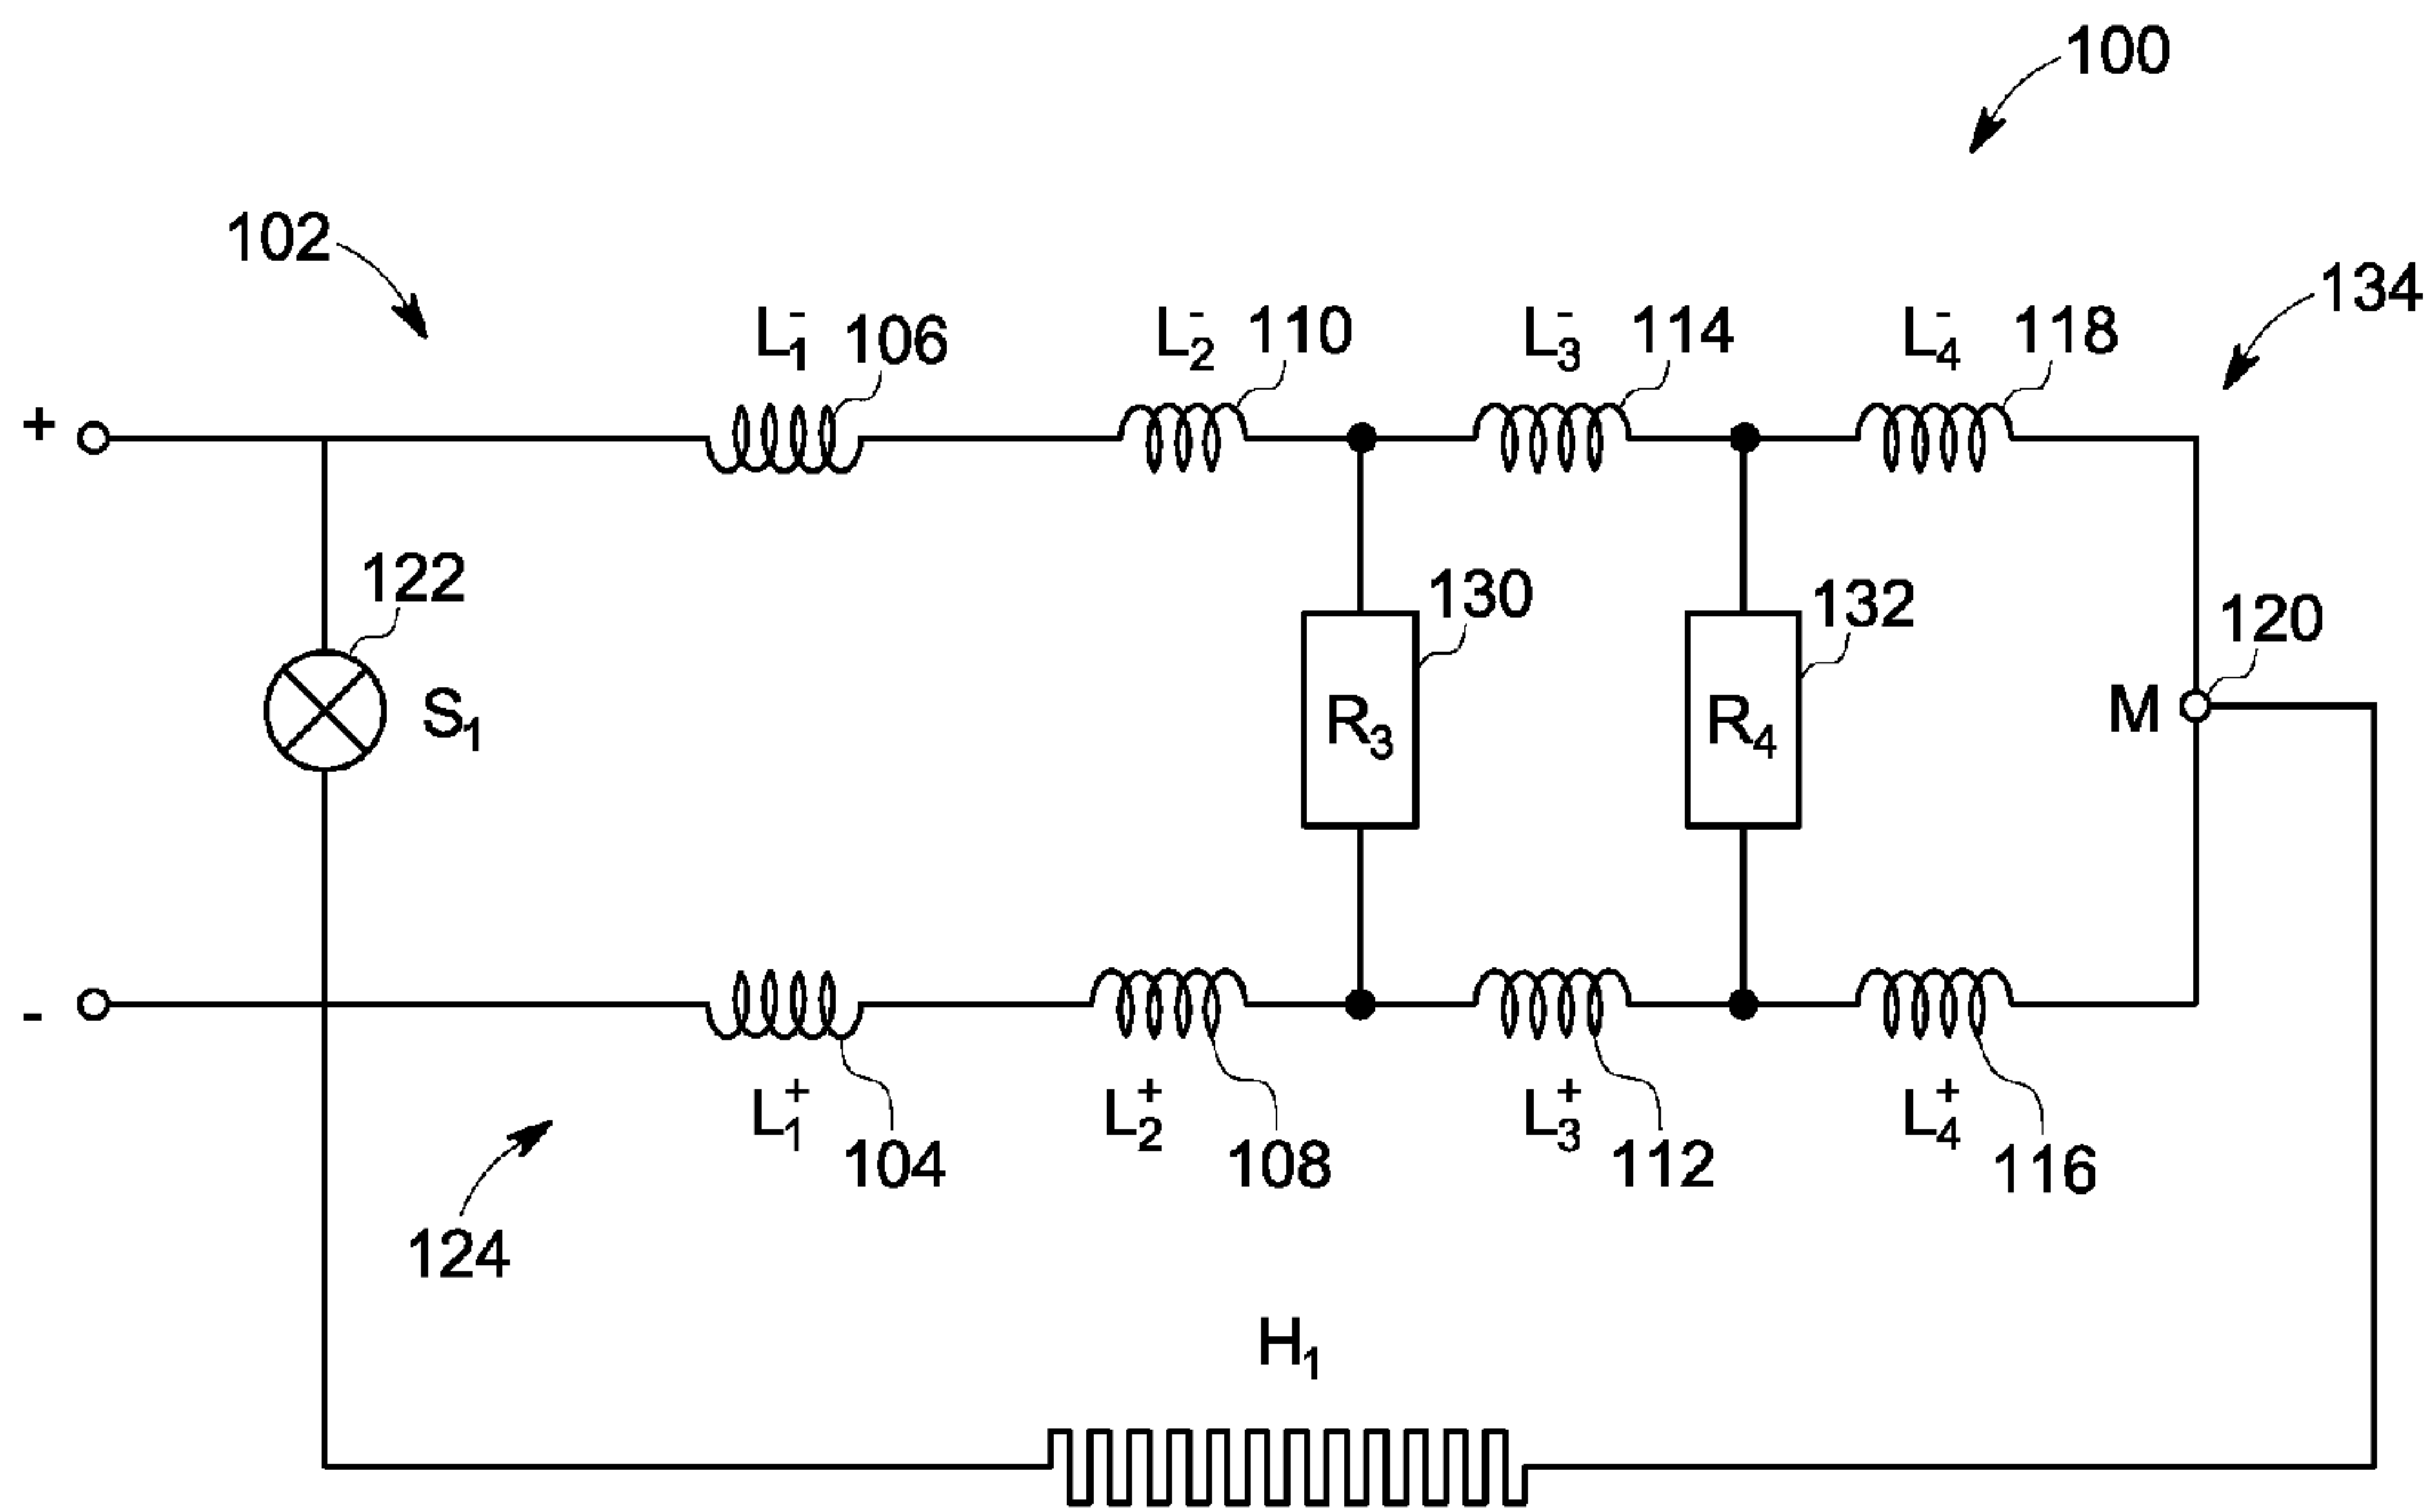 100
102
134
L₁⁻ 106
L₂⁻ 110
L₃⁻ 114
L₄⁻ 118
+
122
S₁
130
R₃
132
R₄
120
M
-
L₁⁺ 104
L₂⁺ 108
L₃⁺ 112
L₄⁺ 116
124
H₁